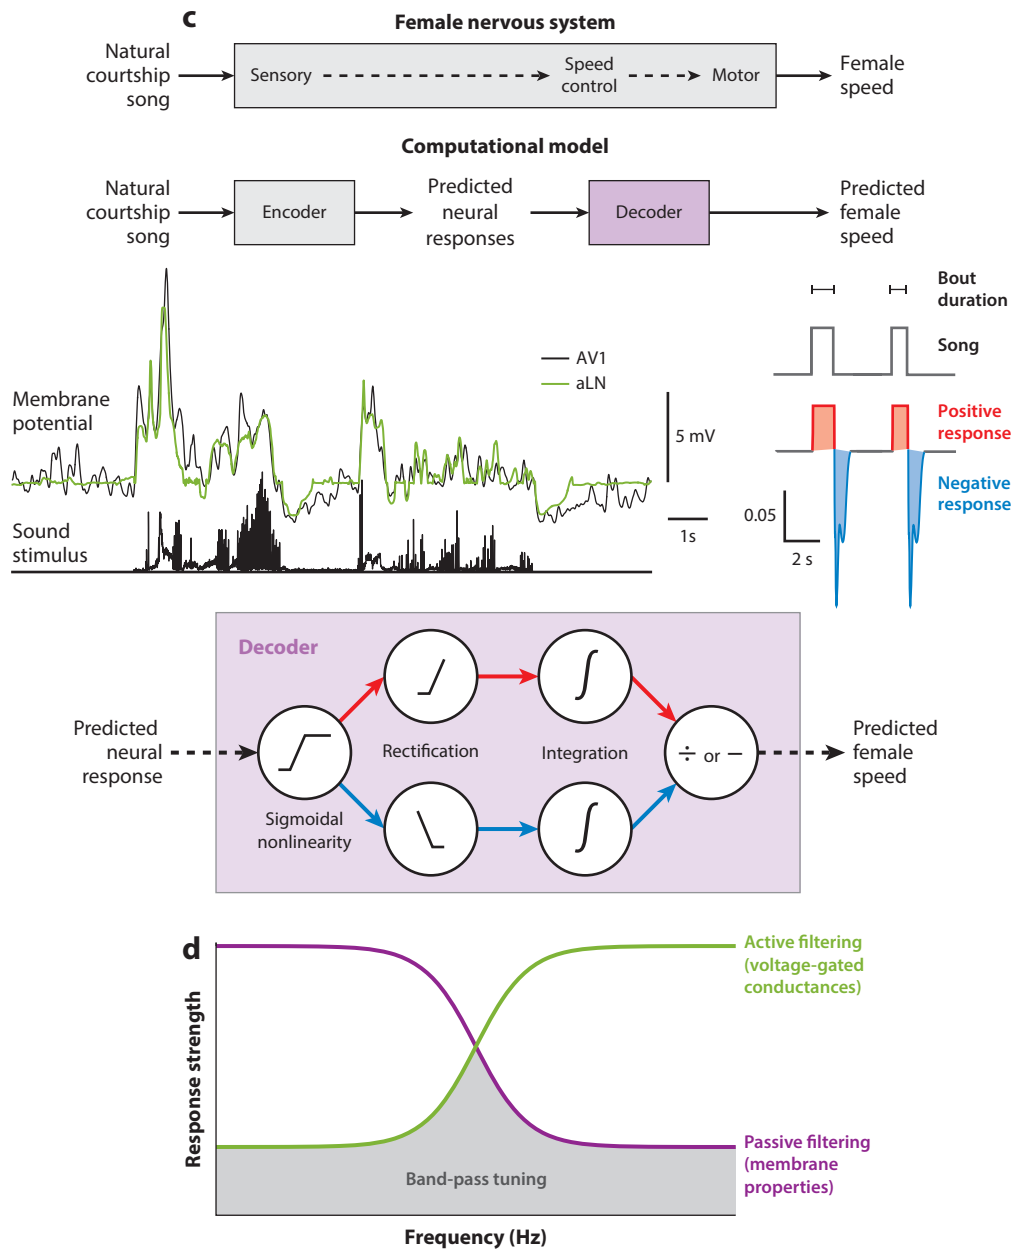 c
Female nervous system
Natural
courtship
song
Sensory
Speed
control
Motor
Female
speed
Computational model
Natural
courtship
song
Encoder
Predicted
neural
responses
Decoder
Predicted
female
speed
Membrane
potential
AV1
aLN
5 mV
1s
Sound
stimulus
Bout
duration
Song
Positive
response
Negative
response
0.05
2 s
Decoder
Predicted
neural
response
Sigmoidal
nonlinearity
Rectification
Integration
÷ or −
Predicted
female
speed
d
Response strength
Active filtering
(voltage-gated
conductances)
Passive filtering
(membrane
properties)
Band-pass tuning
Frequency (Hz)